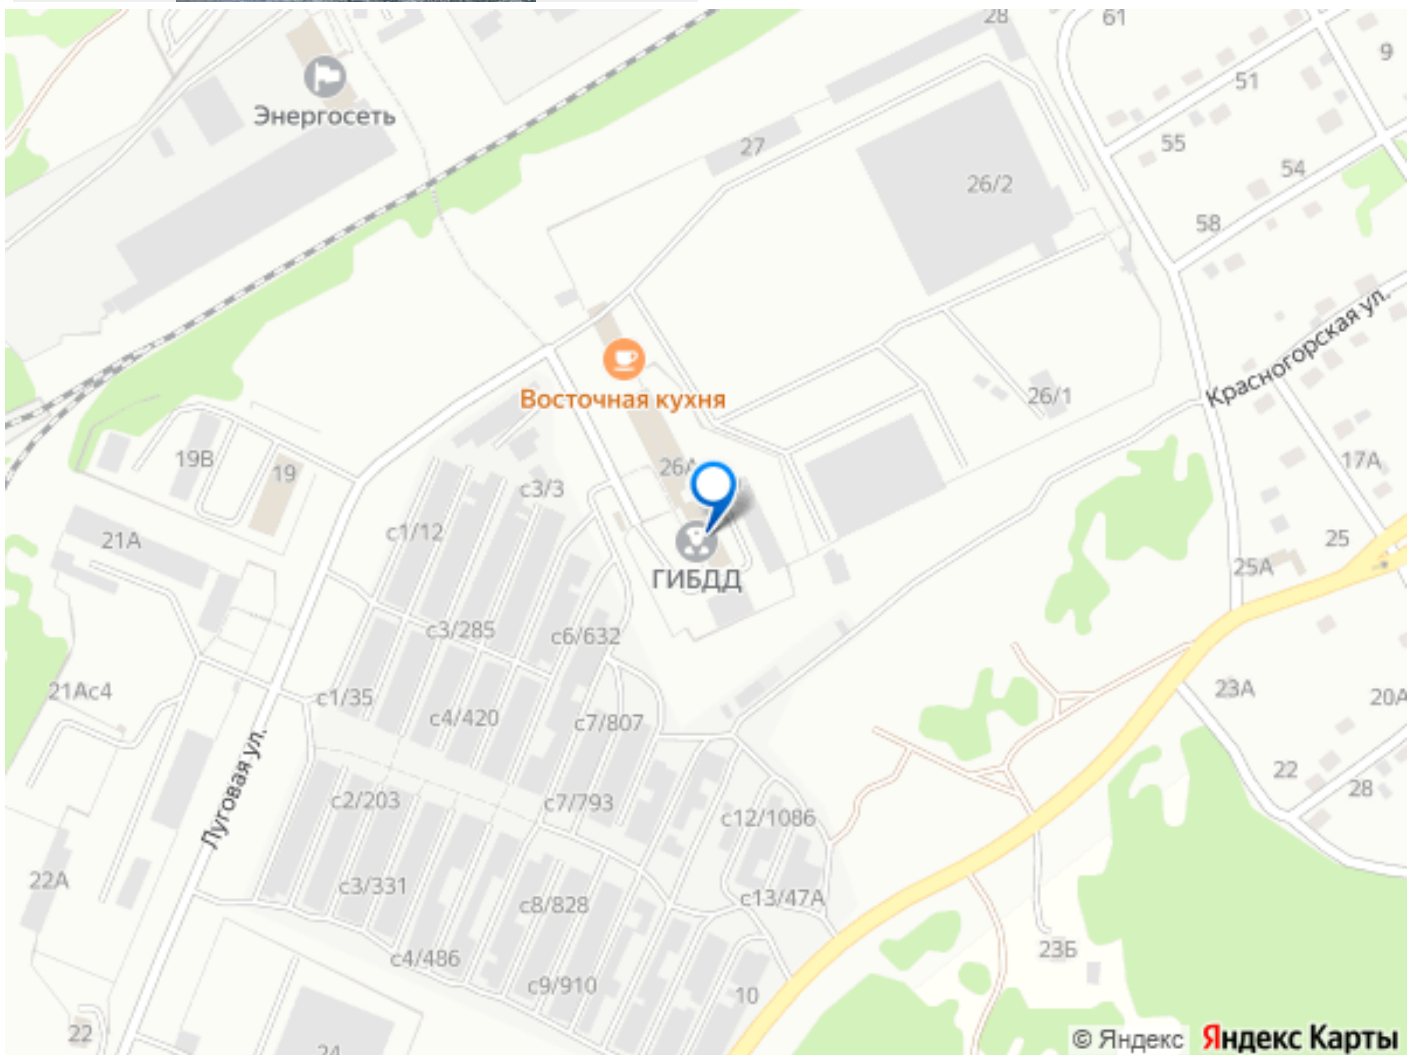 28
61
9
51
Энергосеть
55
27
54
26/2
58
Красногорская ул.
Восточная кухня
26/1
17А
19В
19
26А
с3/3
с1/12
21А
25
25А
ГИБДД
с3/285
с6/632
21Ас4
с1/35
23А
20А
с4/420
с7/807
Луговая ул.
22
28
с2/203
с7/793
с12/1086
22А
с3/331
с13/47А
с8/828
23Б
с4/486
с9/910
10
22
24
© Яндекс Яндекс Карты